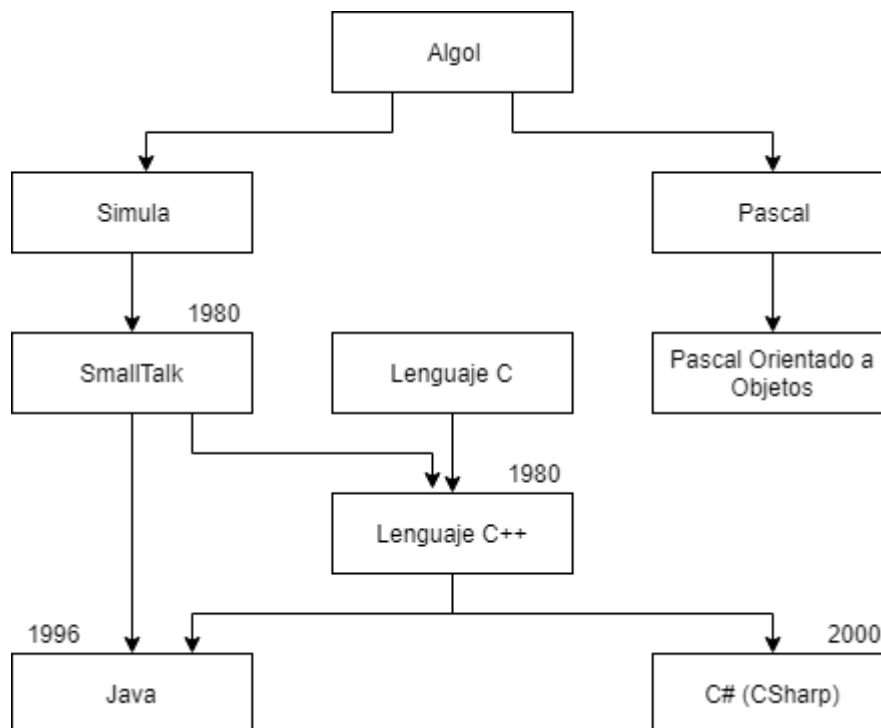 Algol
Simula
Pascal
1980
SmallTalk
Lenguaje C
Pascal Orientado a
Objetos
1980
Lenguaje C++
1996
2000
Java
C# (CSharp)